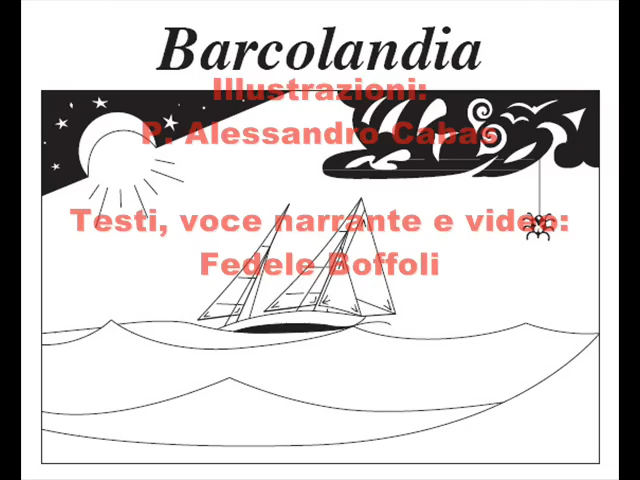 Barcolandia
Illustrazioni:
P. Alessandro Cabas
Testi, voce narrante e video:
Fedele Boffoli